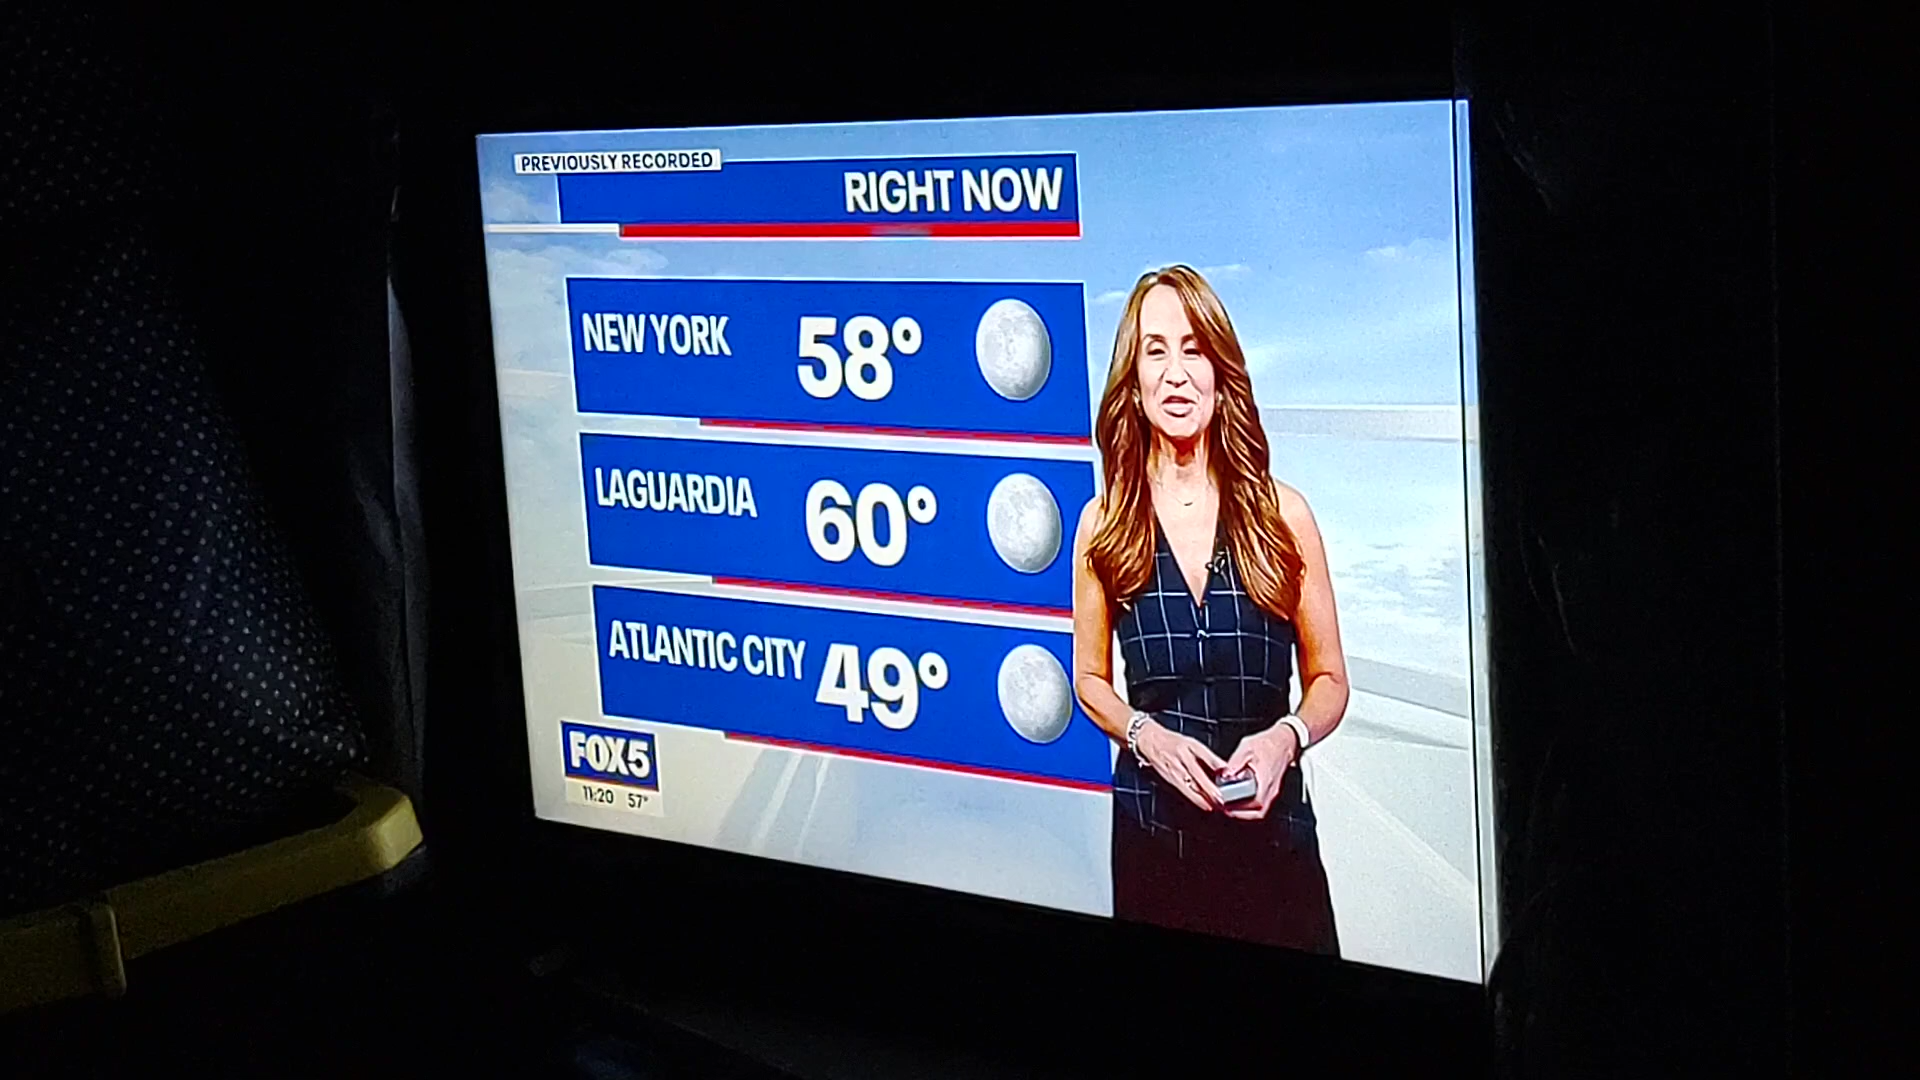 PREVIOUSLY RECORDED
RIGHT NOW
NEW YORK 58°
LAGUARDIA 60°
ATLANTIC CITY 49°
FOX5
11:20 57°